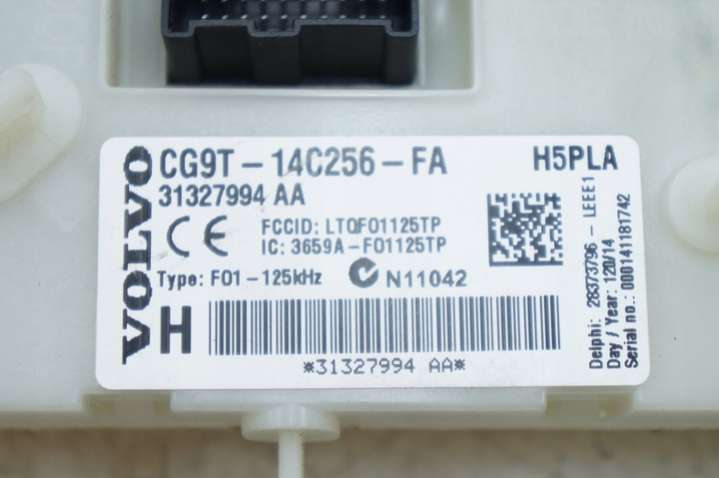 VOLVO
CG9T-14C256-FA H5PLA
31327994 AA
CE FCCID: LTQF01125TP
IC: 3659A-F01125TP
Type: F01-125kHz N11042
H
*31327994 AA*
Delphi: 28373796 - LEEE1
Day / Year: 120/14
Serial no.: 000141181742